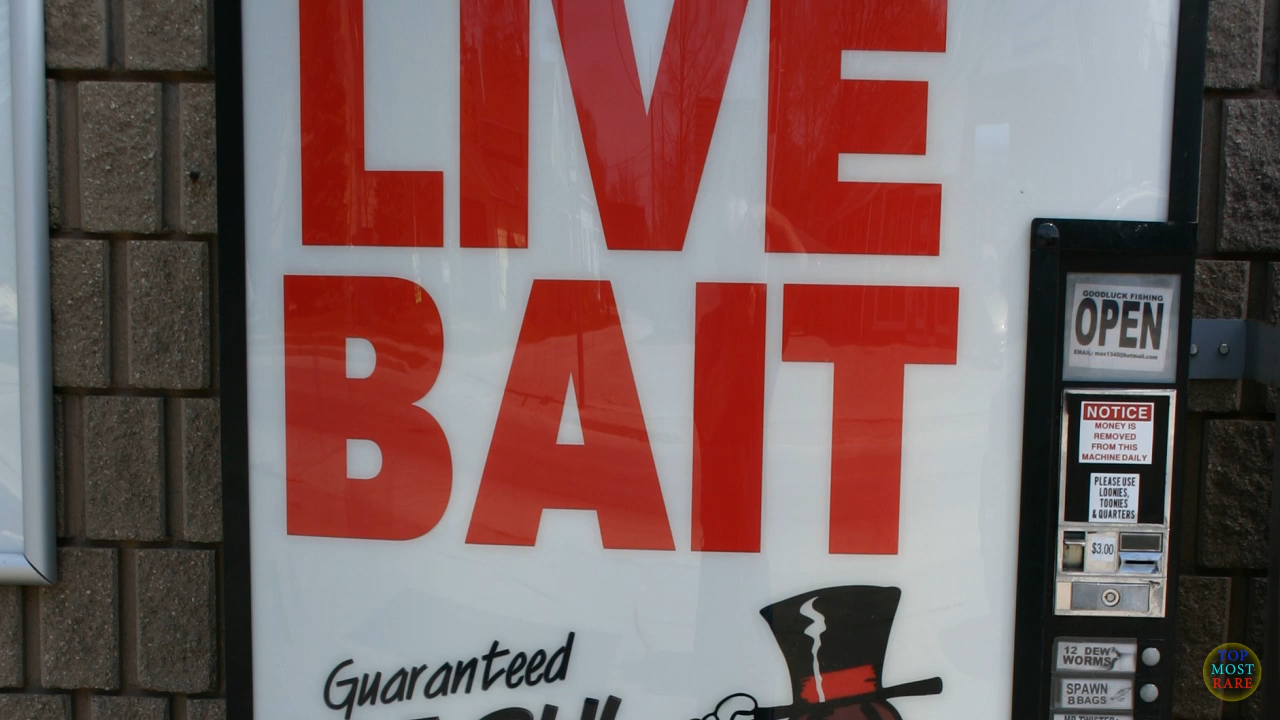 LIVE
BAIT
Guaranteed
GOODLUCK FISHING
OPEN
EMAIL: max1340@hotmail.com
NOTICE
MONEY IS
REMOVED
FROM THIS
MACHINE DAILY
PLEASE USE
LOONIES,
TOONIES
& QUARTERS
$3.00
12 DEW
WORMS
SPAWN
8 BAGS
TOP
MOST
RARE